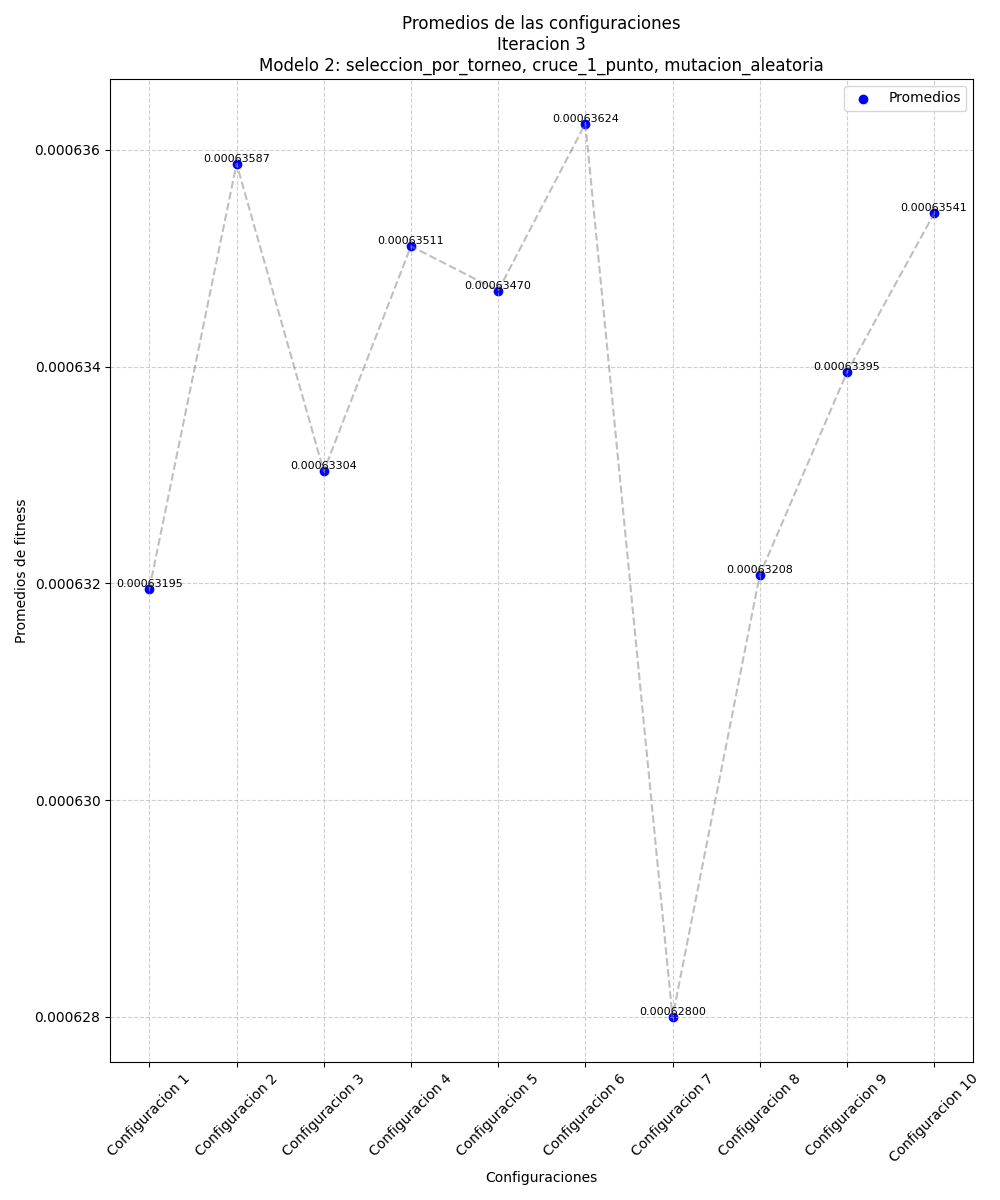 Promedios de las configuraciones
Iteracion 3
Modelo 2: seleccion_por_torneo, cruce_1_punto, mutacion_aleatoria
Promedios
0.000636
0.000634
0.000632
0.000630
0.000628
Promedios de fitness
0.00063195
0.00063587
0.00063304
0.00063511
0.00063470
0.00063624
0.00062800
0.00063208
0.00063395
0.00063541
Configuracion 1
Configuracion 2
Configuracion 3
Configuracion 4
Configuracion 5
Configuracion 6
Configuracion 7
Configuracion 8
Configuracion 9
Configuracion 10
Configuraciones